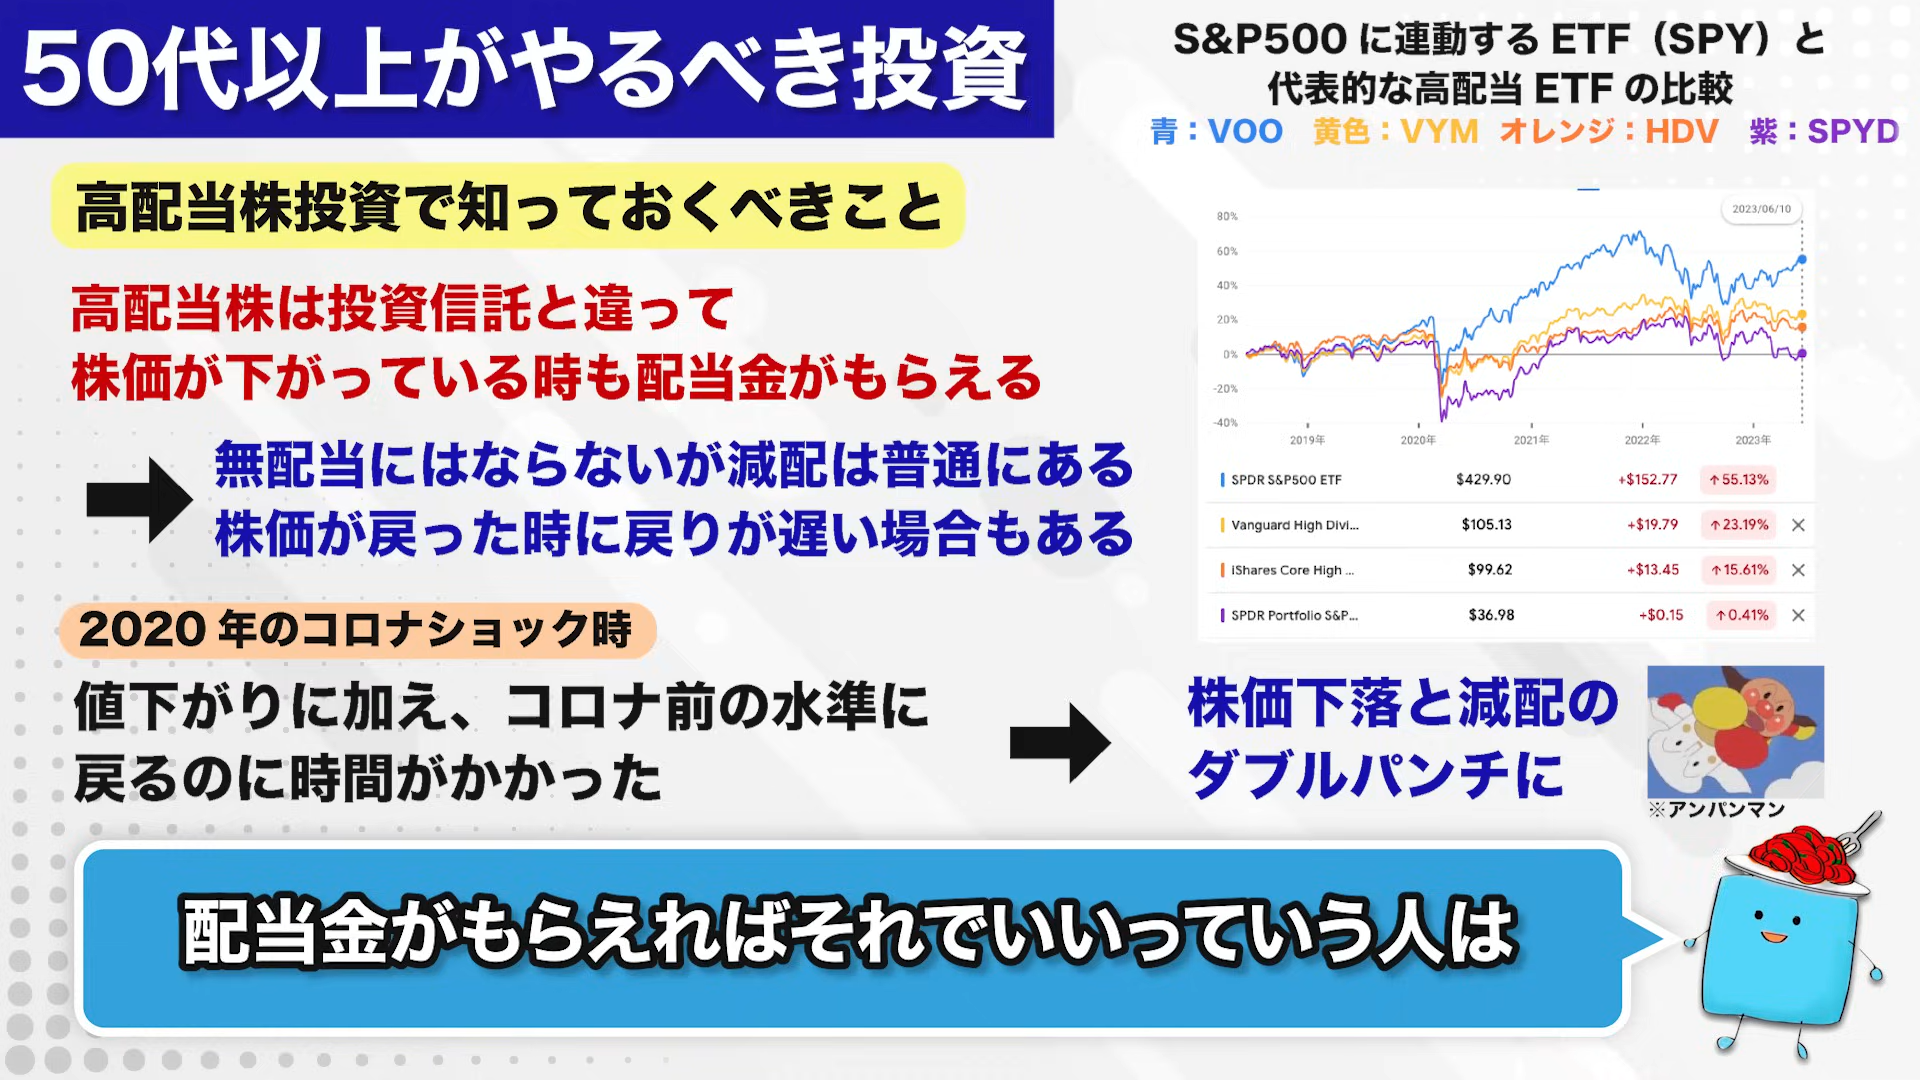 50代以上がやるべき投資
高配当株投資で知っておくべきこと
高配当株は投資信託と違って
株価が下がっている時も配当金がもらえる
無配当にはならないが減配は普通にある
株価が戻った時に戻りが遅い場合もある
2020年のコロナショック時
値下がりに加え、コロナ前の水準に
戻るのに時間がかかった
S&P500に連動するETF（SPY）と
代表的な高配当ETFの比較
青：VOO 黄色：VYM オレンジ：HDV 紫：SPYD
2023/06/10
80%
60%
40%
20%
0%
-20%
-40%
2019年 2020年 2021年 2022年 2023年
SPDR S&P500 ETF $429.90 +$152.77 ↑55.13%
Vanguard High Divi... $105.13 +$19.79 ↑23.19% ×
iShares Core High ... $99.62 +$13.45 ↑15.61% ×
SPDR Portfolio S&P... $36.98 +$0.15 ↑0.41% ×
株価下落と減配の
ダブルパンチに
※アンパンマン
配当金がもらえればそれでいいっていう人は